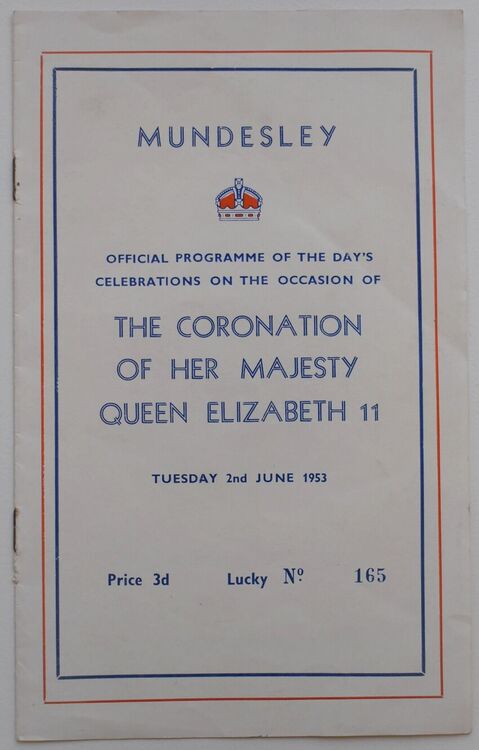 MUNDESLEY
OFFICIAL PROGRAMME OF THE DAY'S
CELEBRATIONS ON THE OCCASION OF
THE CORONATION
OF HER MAJESTY
QUEEN ELIZABETH 11
TUESDAY 2nd JUNE 1953
Price 3d Lucky Nº 165